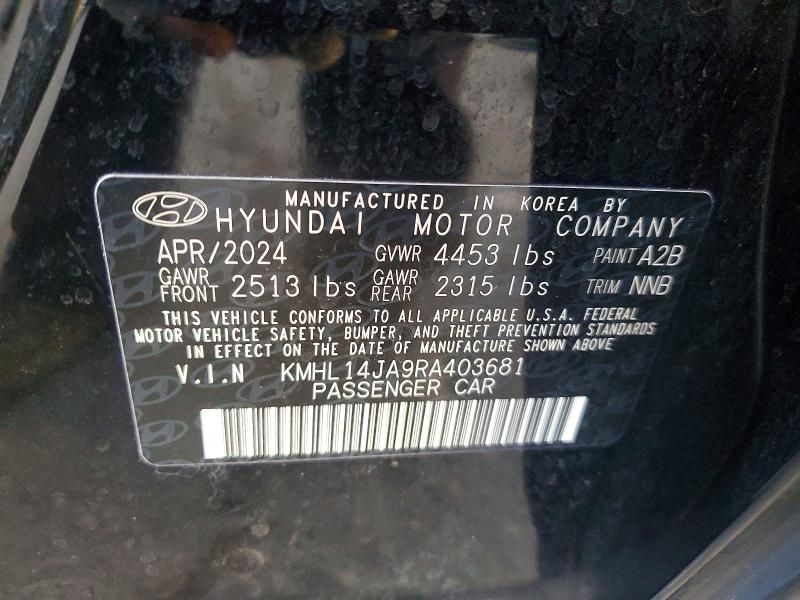 MANUFACTURED IN KOREA BY
HYUNDAI MOTOR COMPANY
APR/2024 GVWR 4453 lbs PAINT A2B
GAWR FRONT 2513 lbs GAWR REAR 2315 lbs TRIM NNB
THIS VEHICLE CONFORMS TO ALL APPLICABLE U.S.A. FEDERAL
MOTOR VEHICLE SAFETY, BUMPER, AND THEFT PREVENTION STANDARDS
IN EFFECT ON THE DATE OF MANUFACTURE SHOWN ABOVE
V.I.N KMHL14JA9RA403681
PASSENGER CAR